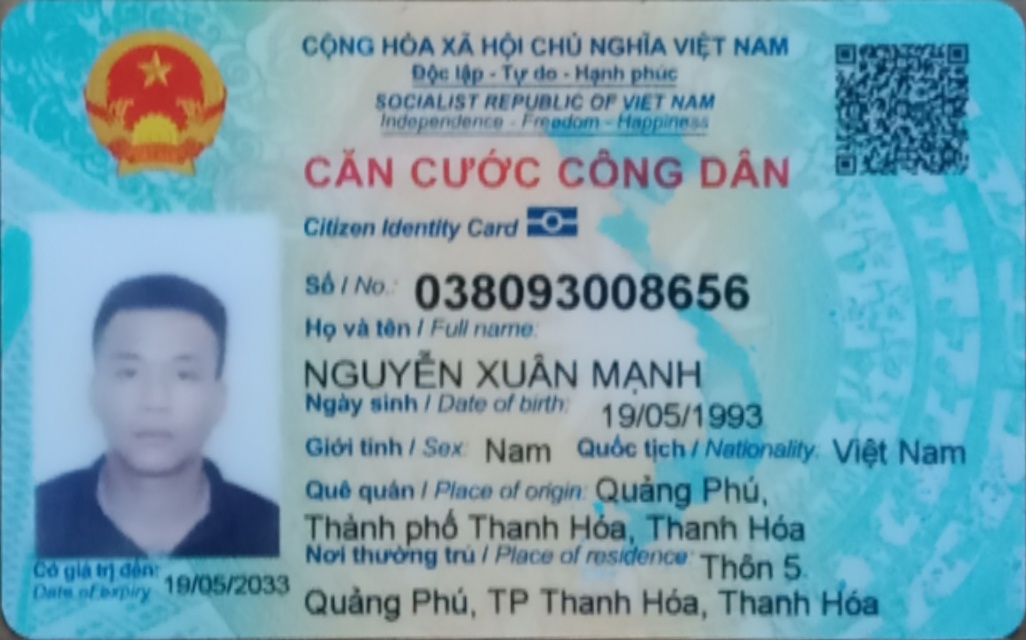 CỘNG HÒA XÃ HỘI CHỦ NGHĨA VIỆT NAM
Độc lập - Tự do - Hạnh phúc
SOCIALIST REPUBLIC OF VIET NAM
Independence - Freedom - Happiness
CĂN CƯỚC CÔNG DÂN
Citizen Identity Card
Số / No.: 038093008656
Họ và tên / Full name:
NGUYỄN XUÂN MẠNH
Ngày sinh / Date of birth: 19/05/1993
Giới tính / Sex: Nam Quốc tịch / Nationality: Việt Nam
Quê quán / Place of origin: Quảng Phú,
Thành phố Thanh Hóa, Thanh Hóa
Nơi thường trú / Place of residence: Thôn 5
Quảng Phú, TP Thanh Hóa, Thanh Hóa
Có giá trị đến: 19/05/2033
Date of expiry